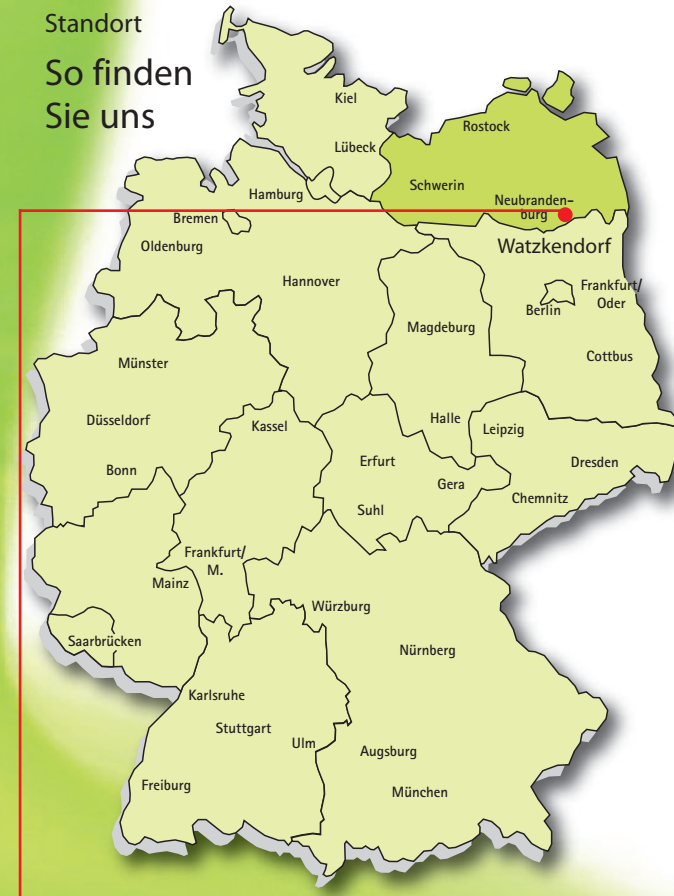 Standort
So finden
Sie uns
Kiel
Rostock
Lübeck
Schwerin
Hamburg
Neubranden-
burg
Bremen
Oldenburg
Watzkendorf
Hannover
Frankfurt/
Oder
Berlin
Magdeburg
Cottbus
Münster
Düsseldorf
Kassel
Halle
Leipzig
Bonn
Erfurt
Dresden
Gera
Chemnitz
Suhl
Frankfurt/
M.
Mainz
Würzburg
Saarbrücken
Nürnberg
Karlsruhe
Stuttgart
Ulm
Augsburg
Freiburg
München